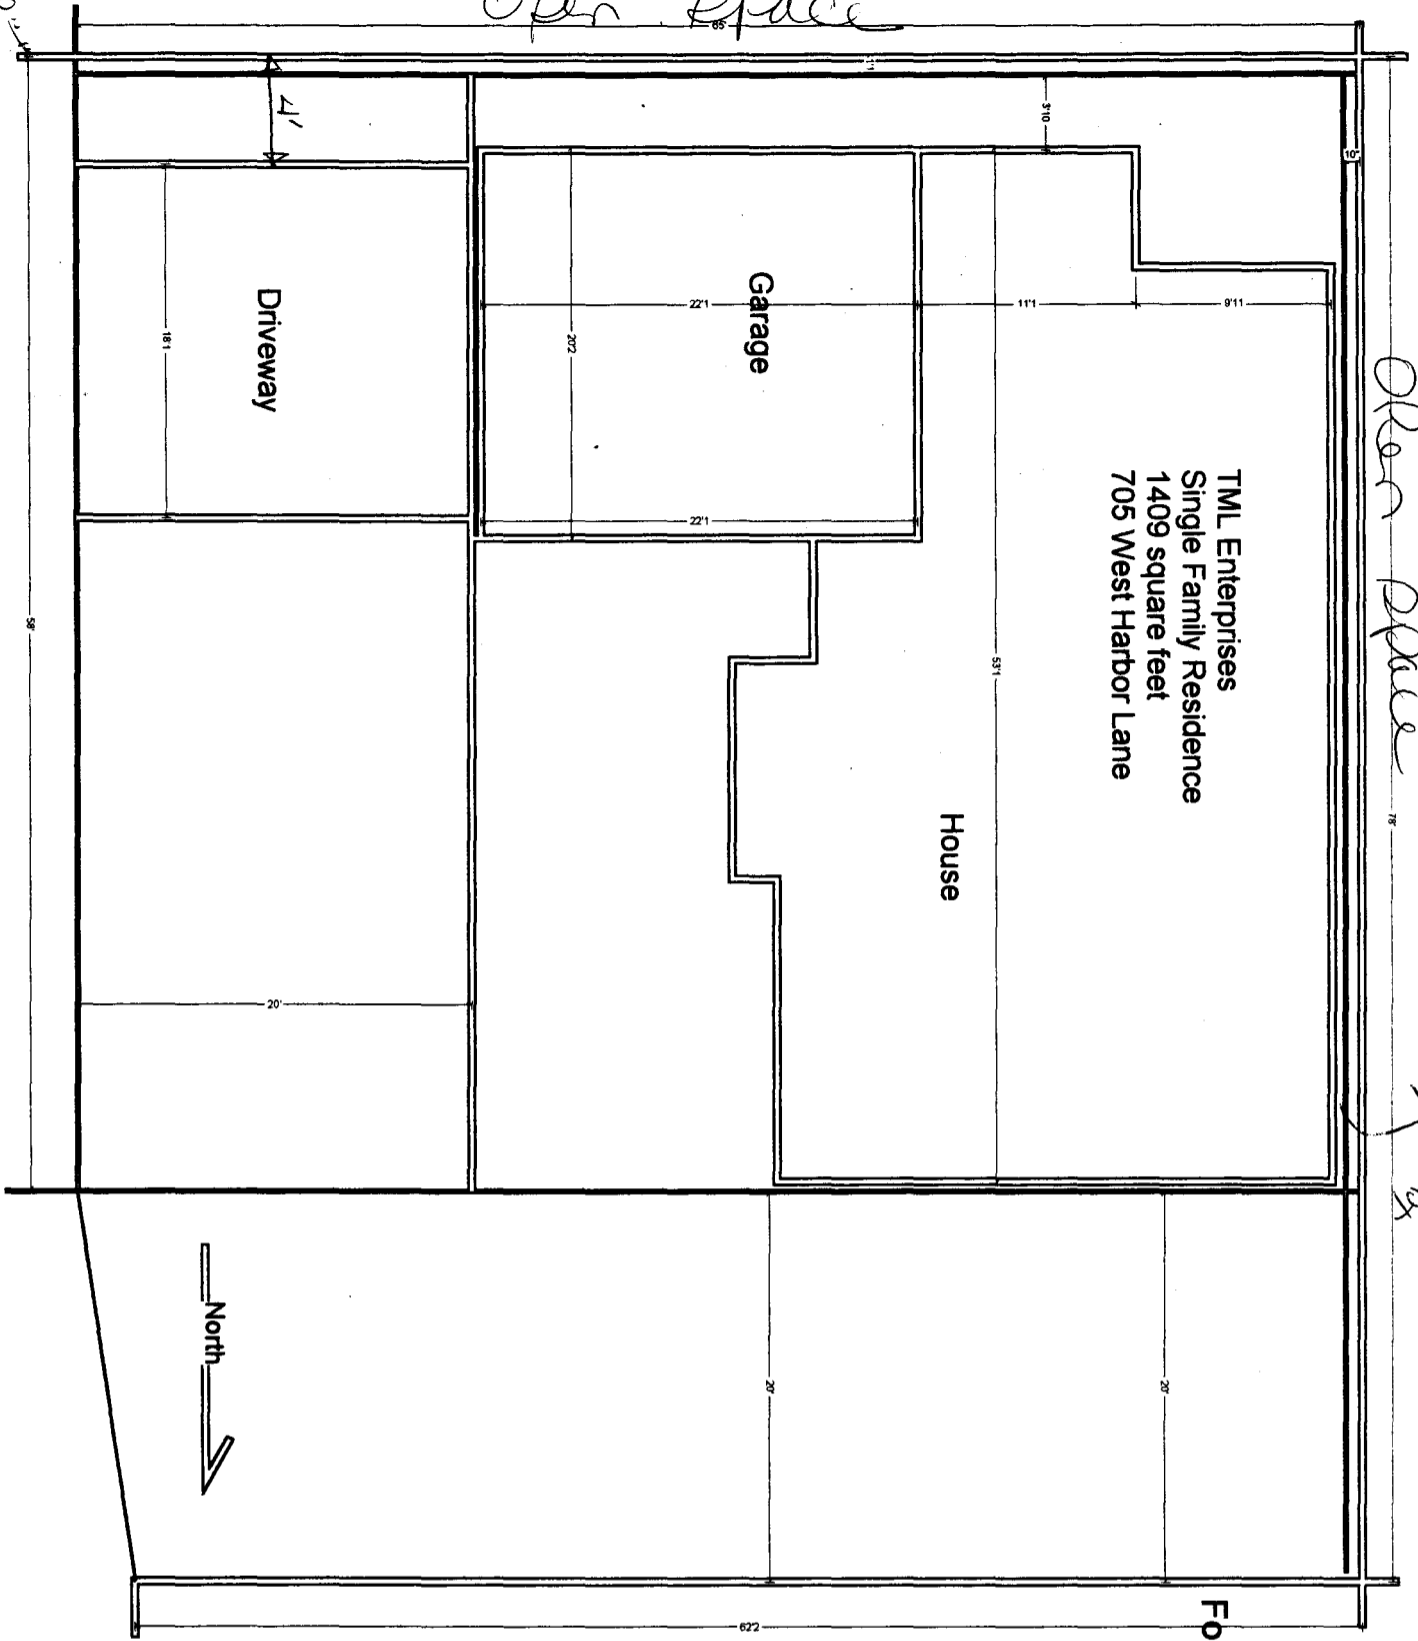 Open Space
65'
4'
3'10
10"
Driveway
18'1
Garage
22'1
20'2
22'1
11'1
9'11
TML Enterprises
Single Family Residence
1409 square feet
705 West Harbor Lane
House
53'1
58'
78'
Open Space
20'
North
20'
20'
62'2
Fo